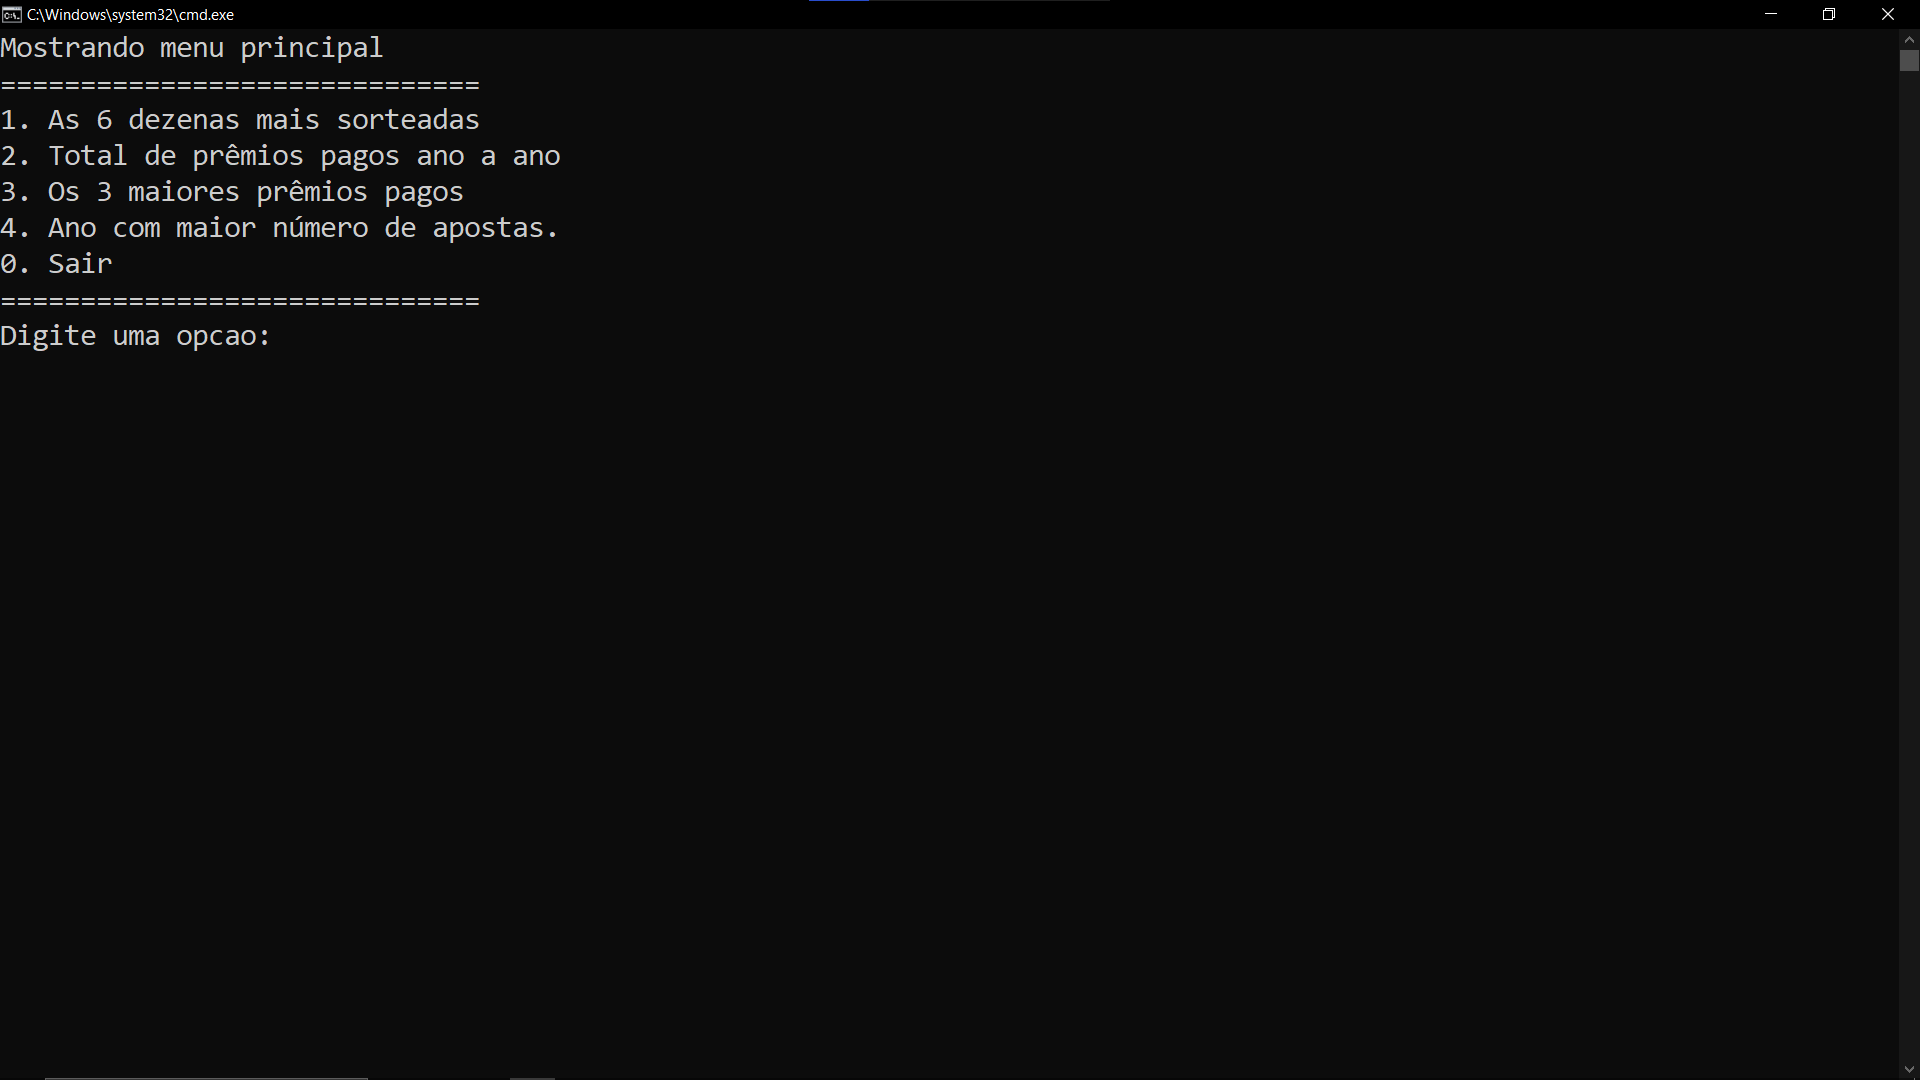 C:\Windows\system32\cmd.exe
Mostrando menu principal
==============================
1. As 6 dezenas mais sorteadas
2. Total de prêmios pagos ano a ano
3. Os 3 maiores prêmios pagos
4. Ano com maior número de apostas.
0. Sair
==============================
Digite uma opcao: